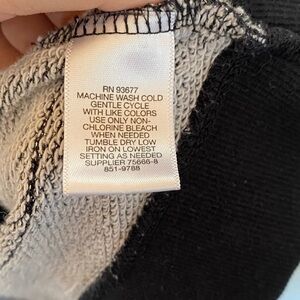 RN 93677
MACHINE WASH COLD
GENTLE CYCLE
WITH LIKE COLORS
USE ONLY NON-
CHLORINE BLEACH
WHEN NEEDED
TUMBLE DRY LOW
IRON ON LOWEST
SETTING AS NEEDED
SUPPLIER 75666-8
851-9788